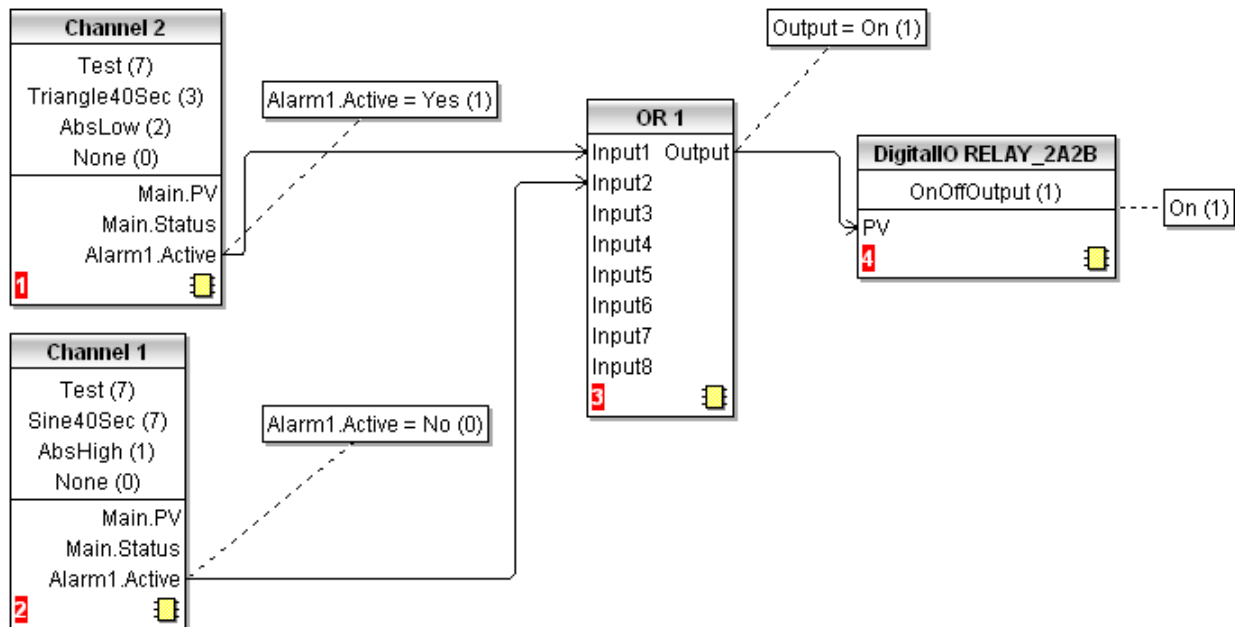 Channel 2
Test (7)
Triangle40Sec (3)
AbsLow (2)
None (0)
Main.PV
Main.Status
Alarm1.Active
1
Alarm1.Active = Yes (1)
Output = On (1)
OR 1
Input1 Output
Input2
Input3
Input4
Input5
Input6
Input7
Input8
3
DigitalIO RELAY_2A2B
OnOffOutput (1)
PV
4
On (1)
Channel 1
Test (7)
Sine40Sec (7)
AbsHigh (1)
None (0)
Main.PV
Main.Status
Alarm1.Active
2
Alarm1.Active = No (0)